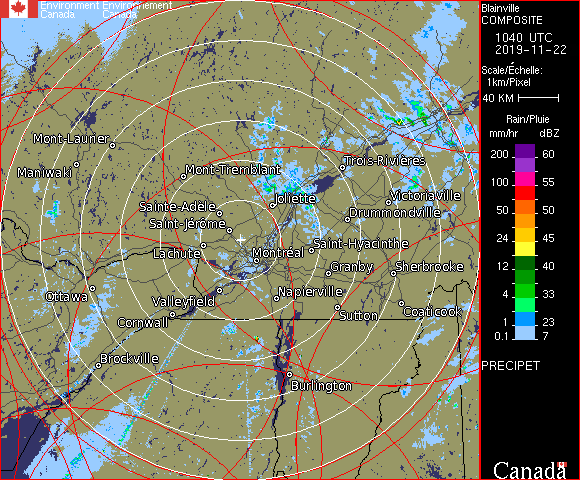 Environment Environnement
Canada Canada
Blainville
COMPOSITE
1040 UTC
2019-11-22
Scale/Échelle:
1km/Pixel
40 KM
Rain/Pluie
mm/hr dBZ
200 60
100 55
50 50
24 45
12 40
4 33
1 23
0.1 7
PRECIPET
Canada
Mont-Laurier
Maniwaki
Mont-Tremblant
Trois-Rivières
Sainte-Adèle
Joliette
Victoriaville
Saint-Jérôme
Drummondville
Lachute
Montréal
Saint-Hyacinthe
Granby
Sherbrooke
Ottawa
Valleyfield
Napierville
Cornwall
Sutton
Coaticook
Brockville
Burlington